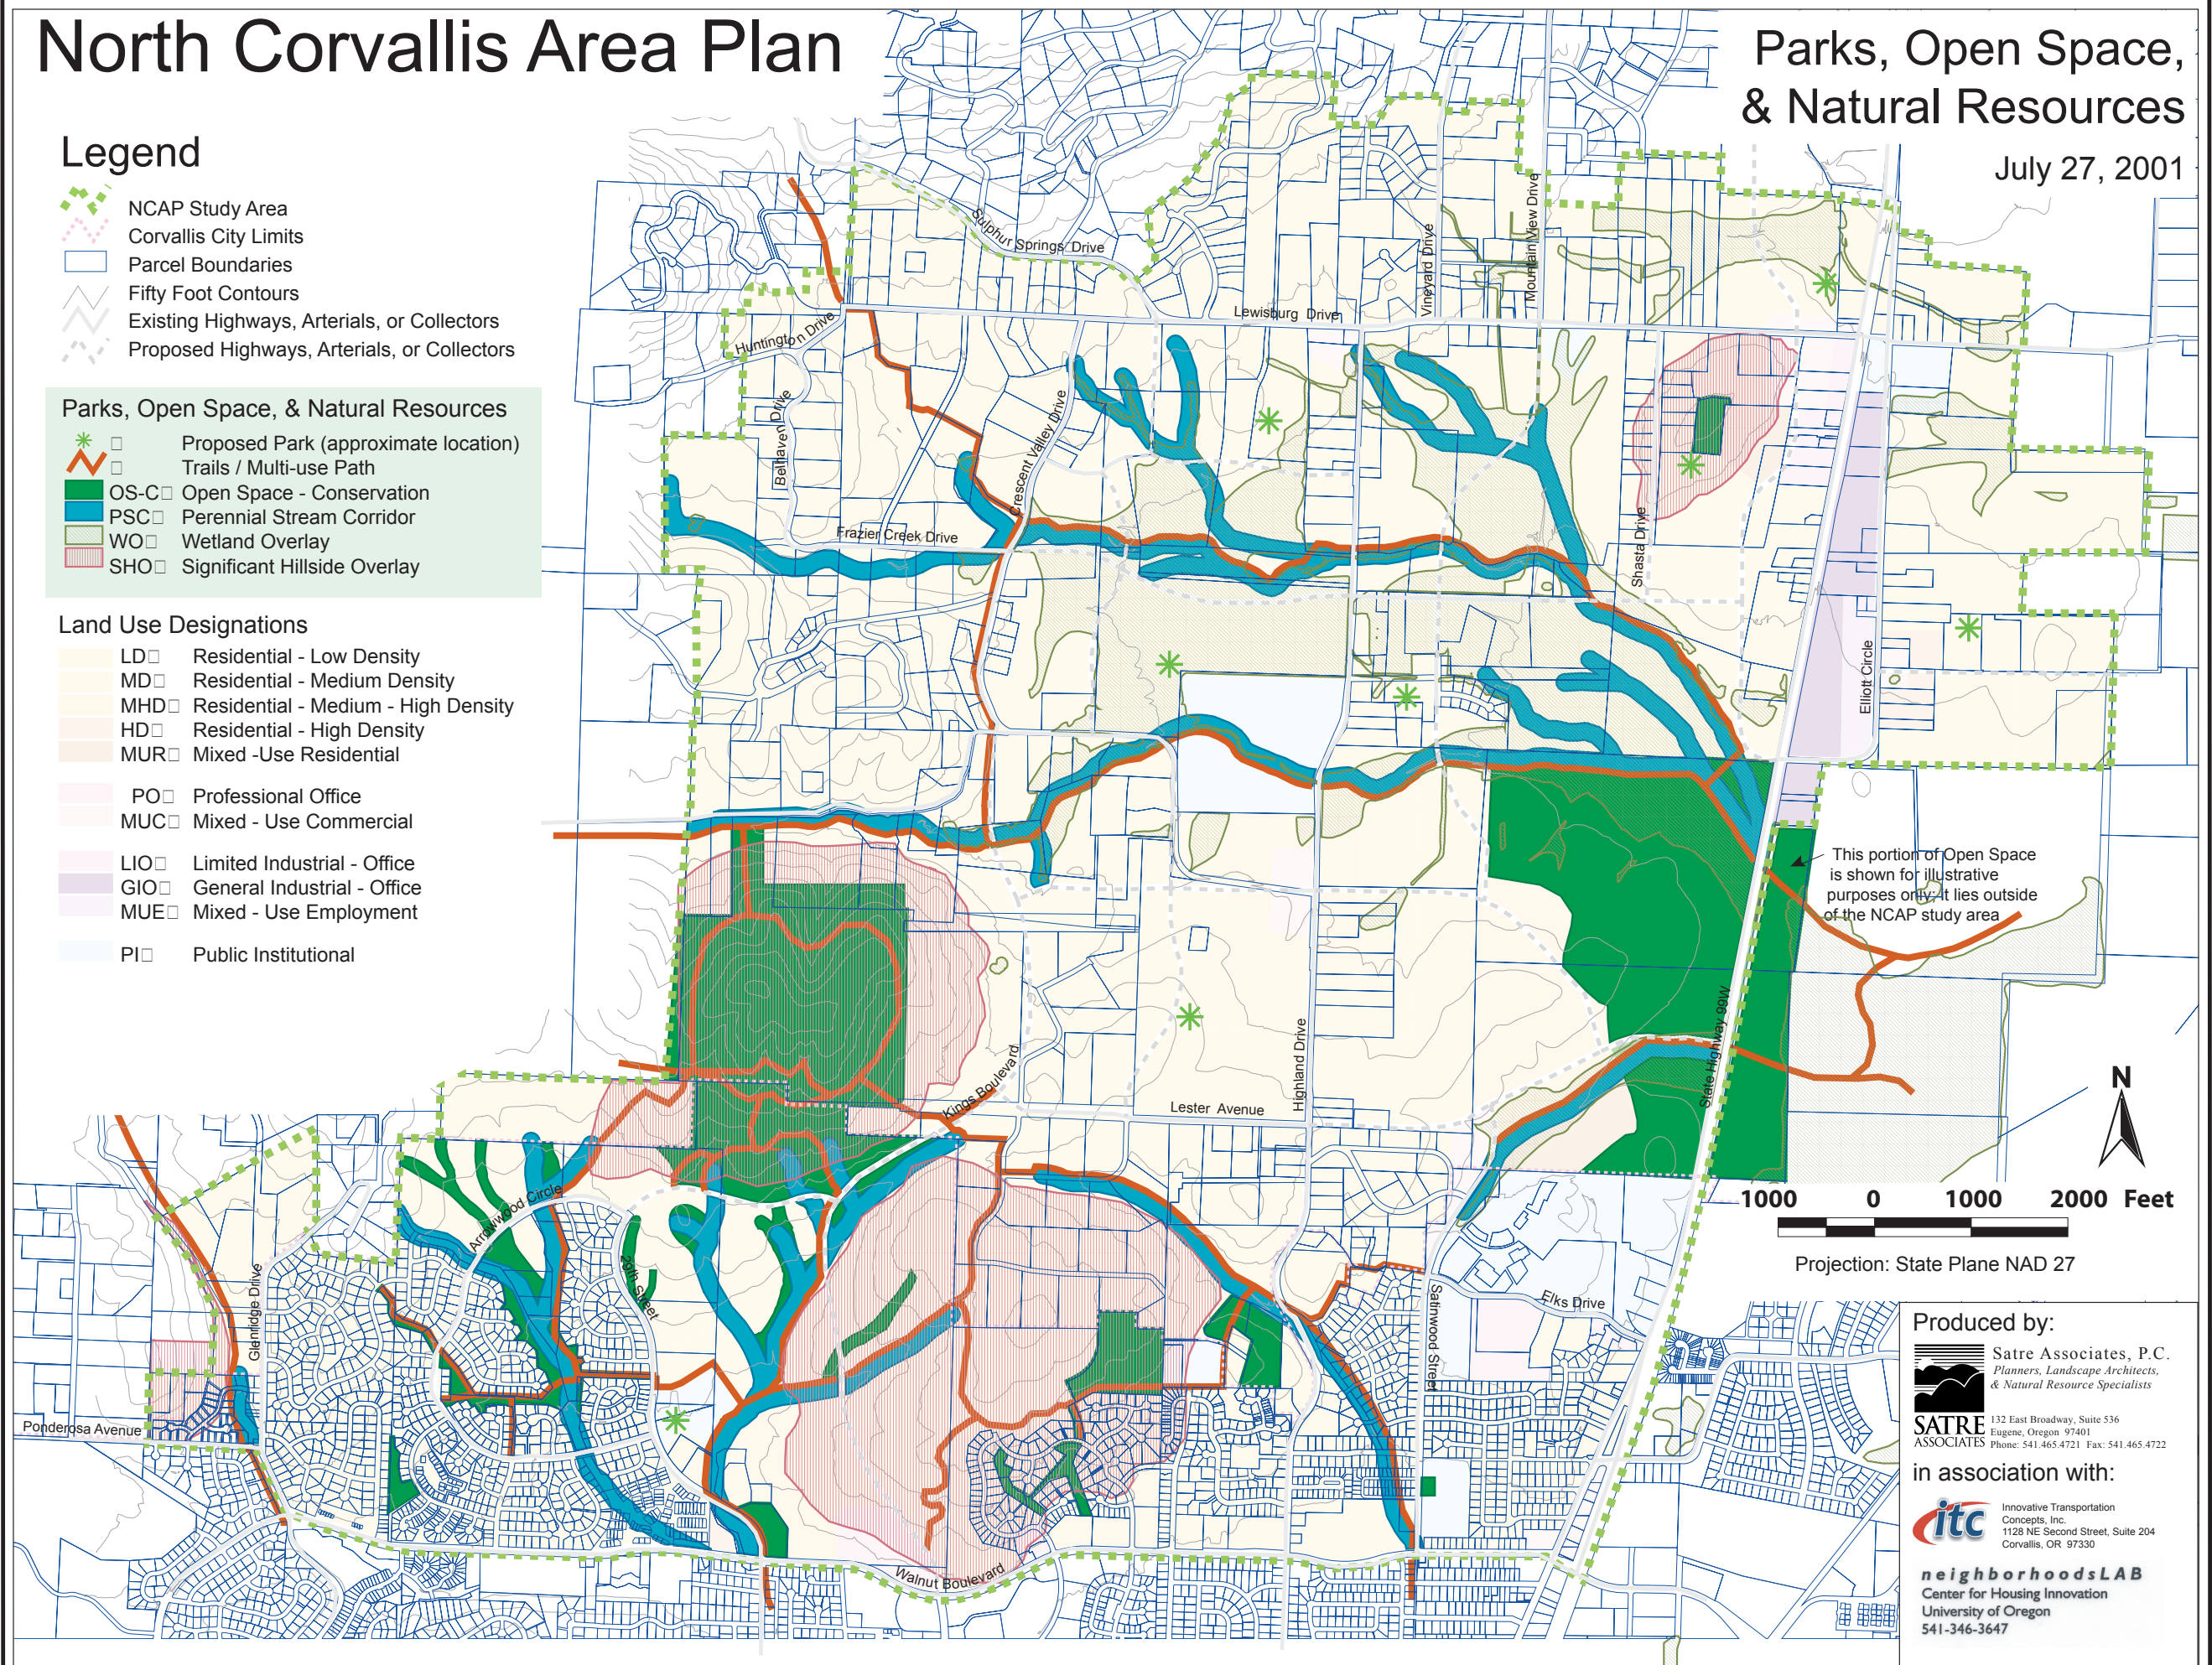 North Corvallis Area Plan
Parks, Open Space,
& Natural Resources
July 27, 2001
Legend
NCAP Study Area
Corvallis City Limits
Parcel Boundaries
Fifty Foot Contours
Existing Highways, Arterials, or Collectors
Proposed Highways, Arterials, or Collectors
Parks, Open Space, & Natural Resources
Proposed Park (approximate location)
Trails / Multi-use Path
OS-C Open Space - Conservation
PSC Perennial Stream Corridor
WO Wetland Overlay
SHO Significant Hillside Overlay
Land Use Designations
LD Residential - Low Density
MD Residential - Medium Density
MHD Residential - Medium - High Density
HD Residential - High Density
MUR Mixed -Use Residential
PO Professional Office
MUC Mixed - Use Commercial
LIO Limited Industrial - Office
GIO General Industrial - Office
MUE Mixed - Use Employment
PI Public Institutional
Sulphur Springs Drive
Lewisburg Drive
Vineyard Drive
Mountain View Drive
Huntington Drive
Belhaven Drive
Crescent Valley Drive
Frazier Creek Drive
Shasta Drive
Elliott Circle
This portion of Open Space
is shown for illustrative
purposes only; it lies outside
of the NCAP study area
State Highway 99W
Highland Drive
Kings Boulevard
Lester Avenue
Arrowwood Circle
29th Street
Glenridge Drive
Satinwood Street
Elks Drive
Ponderosa Avenue
Walnut Boulevard
N
1000 0 1000 2000 Feet
Projection: State Plane NAD 27
Produced by:
Satre Associates, P.C.
Planners, Landscape Architects,
& Natural Resource Specialists
SATRE
ASSOCIATES
132 East Broadway, Suite 536
Eugene, Oregon 97401
Phone: 541.465.4721 Fax: 541.465.4722
in association with:
itc
Innovative Transportation
Concepts, Inc.
1128 NE Second Street, Suite 204
Corvallis, OR 97330
neighborhoodsLAB
Center for Housing Innovation
University of Oregon
541-346-3647